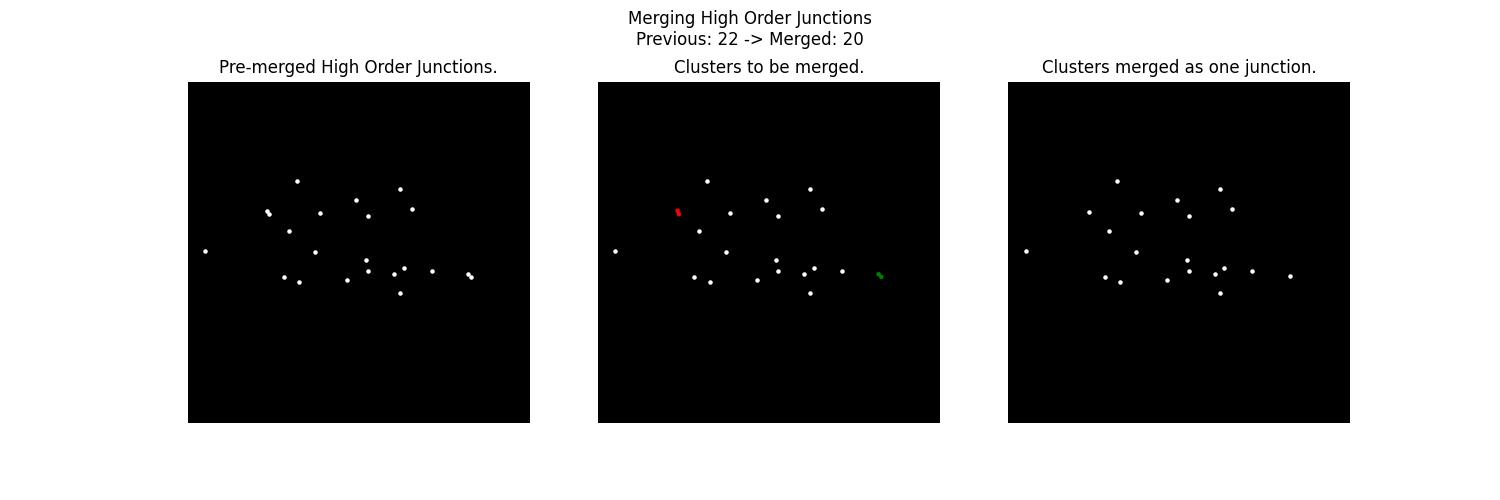 Merging High Order Junctions
Previous: 22 -> Merged: 20
Pre-merged High Order Junctions.
Clusters to be merged.
Clusters merged as one junction.